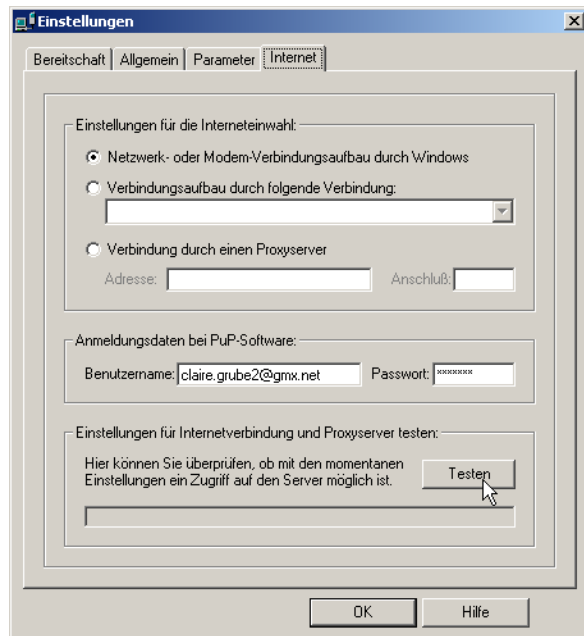 Einstellungen
Bereitschaft Allgemein Parameter Internet
Einstellungen für die Interneteinwahl:
Netzwerk- oder Modem-Verbindungsaufbau durch Windows
Verbindungsaufbau durch folgende Verbindung:
Verbindung durch einen Proxyserver
Adresse: Anschluß:
Anmeldungsdaten bei PuP-Software:
Benutzername: claire.grube2@gmx.net Passwort: *******
Einstellungen für Internetverbindung und Proxyserver testen:
Hier können Sie überprüfen, ob mit den momentanen
Einstellungen ein Zugriff auf den Server möglich ist.
Testen
OK Hilfe